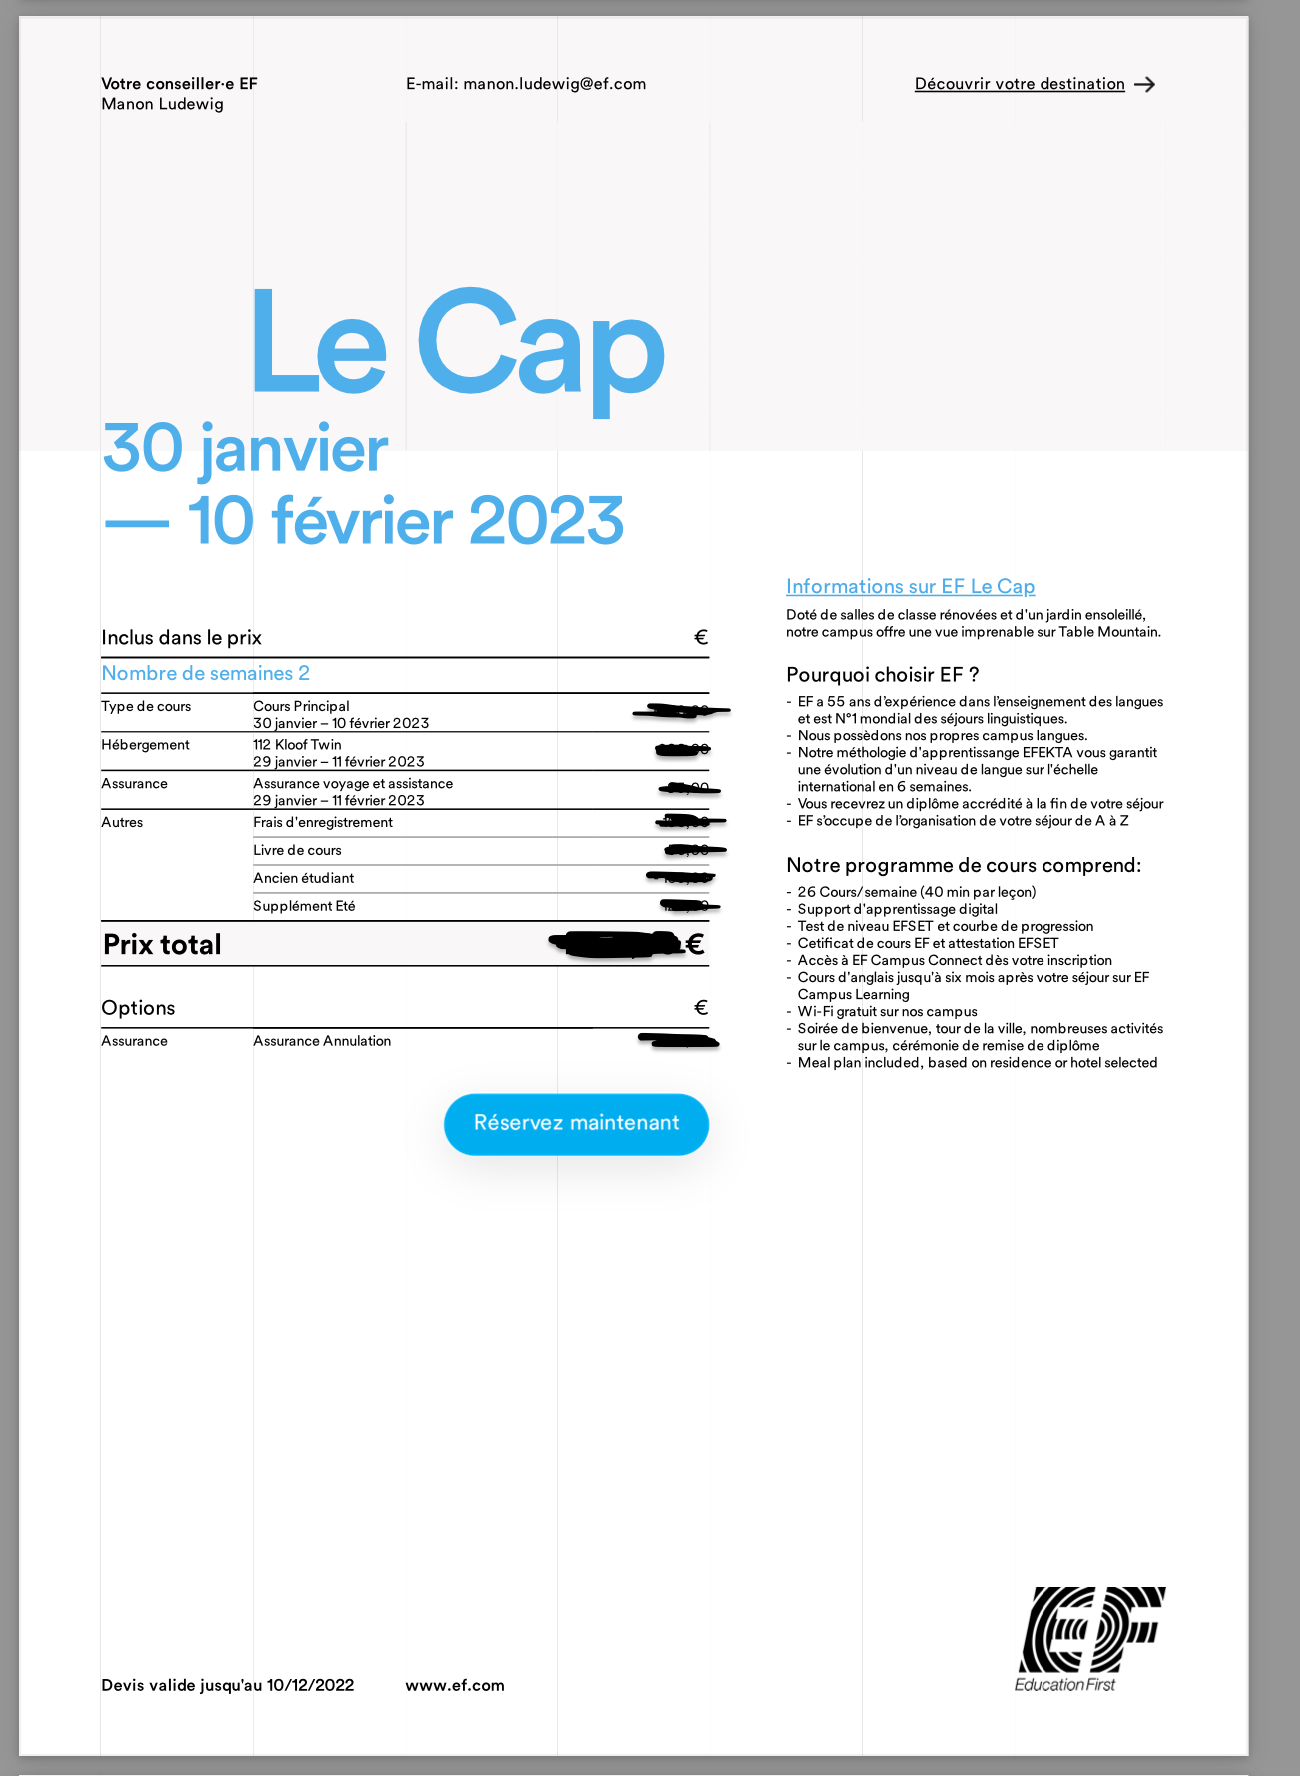 Votre conseiller·e EF
Manon Ludewig
E-mail: manon.ludewig@ef.com
Découvrir votre destination
Le Cap
30 janvier
— 10 février 2023
Inclus dans le prix €
Nombre de semaines 2
Type de cours Cours Principal
30 janvier – 10 février 2023
Hébergement 112 Kloof Twin
29 janvier – 11 février 2023
Assurance Assurance voyage et assistance
29 janvier – 11 février 2023
Autres Frais d'enregistrement
Livre de cours
Ancien étudiant
Supplément Eté
Prix total €
Options €
Assurance Assurance Annulation
Réservez maintenant
Informations sur EF Le Cap
Doté de salles de classe rénovées et d'un jardin ensoleillé,
notre campus offre une vue imprenable sur Table Mountain.
Pourquoi choisir EF ?
- EF a 55 ans d’expérience dans l’enseignement des langues
et est N°1 mondial des séjours linguistiques.
- Nous possèdons nos propres campus langues.
- Notre méthologie d'apprentissange EFEKTA vous garantit
une évolution d'un niveau de langue sur l'échelle
international en 6 semaines.
- Vous recevrez un diplôme accrédité à la fin de votre séjour
- EF s’occupe de l’organisation de votre séjour de A à Z
Notre programme de cours comprend:
- 26 Cours/semaine (40 min par leçon)
- Support d'apprentissage digital
- Test de niveau EFSET et courbe de progression
- Cetificat de cours EF et attestation EFSET
- Accès à EF Campus Connect dès votre inscription
- Cours d'anglais jusqu'à six mois après votre séjour sur EF
Campus Learning
- Wi-Fi gratuit sur nos campus
- Soirée de bienvenue, tour de la ville, nombreuses activités
sur le campus, cérémonie de remise de diplôme
- Meal plan included, based on residence or hotel selected
Devis valide jusqu'au 10/12/2022
www.ef.com
EF
Education First